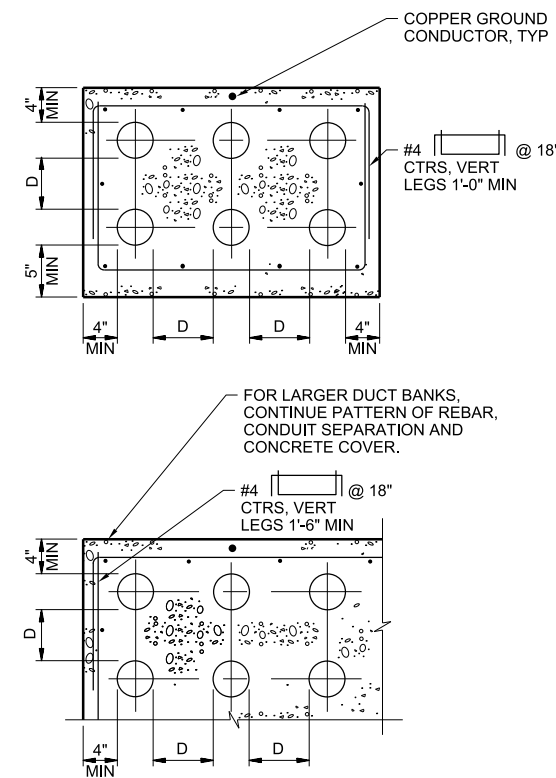 COPPER GROUND
CONDUCTOR, TYP
4"
MIN
D
5"
MIN
#4 @ 18"
CTRS, VERT
LEGS 1'-0" MIN
4"
MIN
D
D
4"
MIN
FOR LARGER DUCT BANKS,
CONTINUE PATTERN OF REBAR,
CONDUIT SEPARATION AND
CONCRETE COVER.
#4 @ 18"
CTRS, VERT
LEGS 1'-6" MIN
4"
MIN
D
4"
MIN
D
D